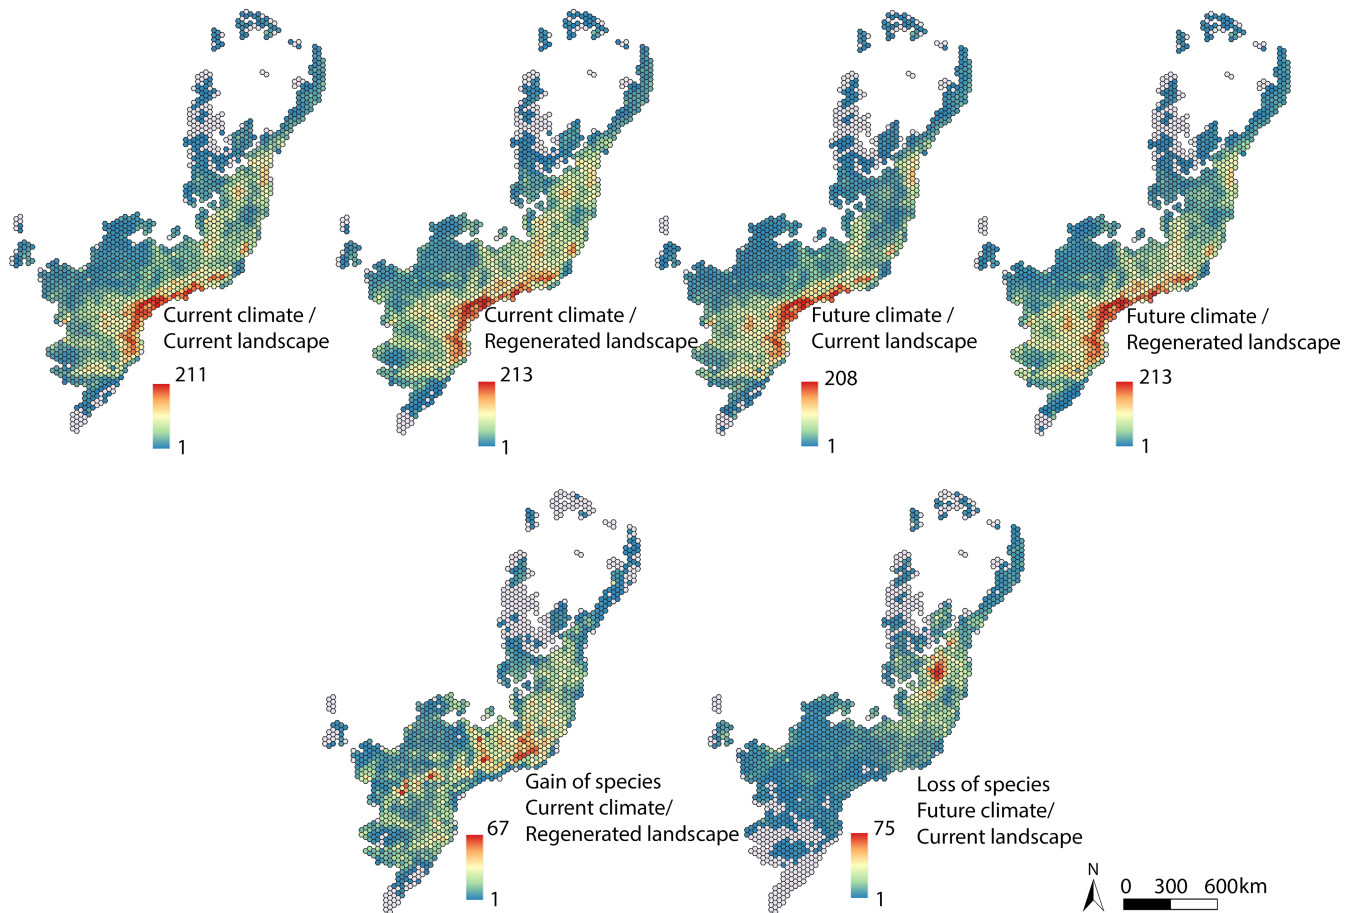 Current climate /
Current landscape
211
1
Current climate /
Regenerated landscape
213
1
Future climate /
Current landscape
208
1
Future climate /
Regenerated landscape
213
1
Gain of species
Current climate/
Regenerated landscape
67
1
Loss of species
Future climate/
Current landscape
75
1
N
0 300 600km